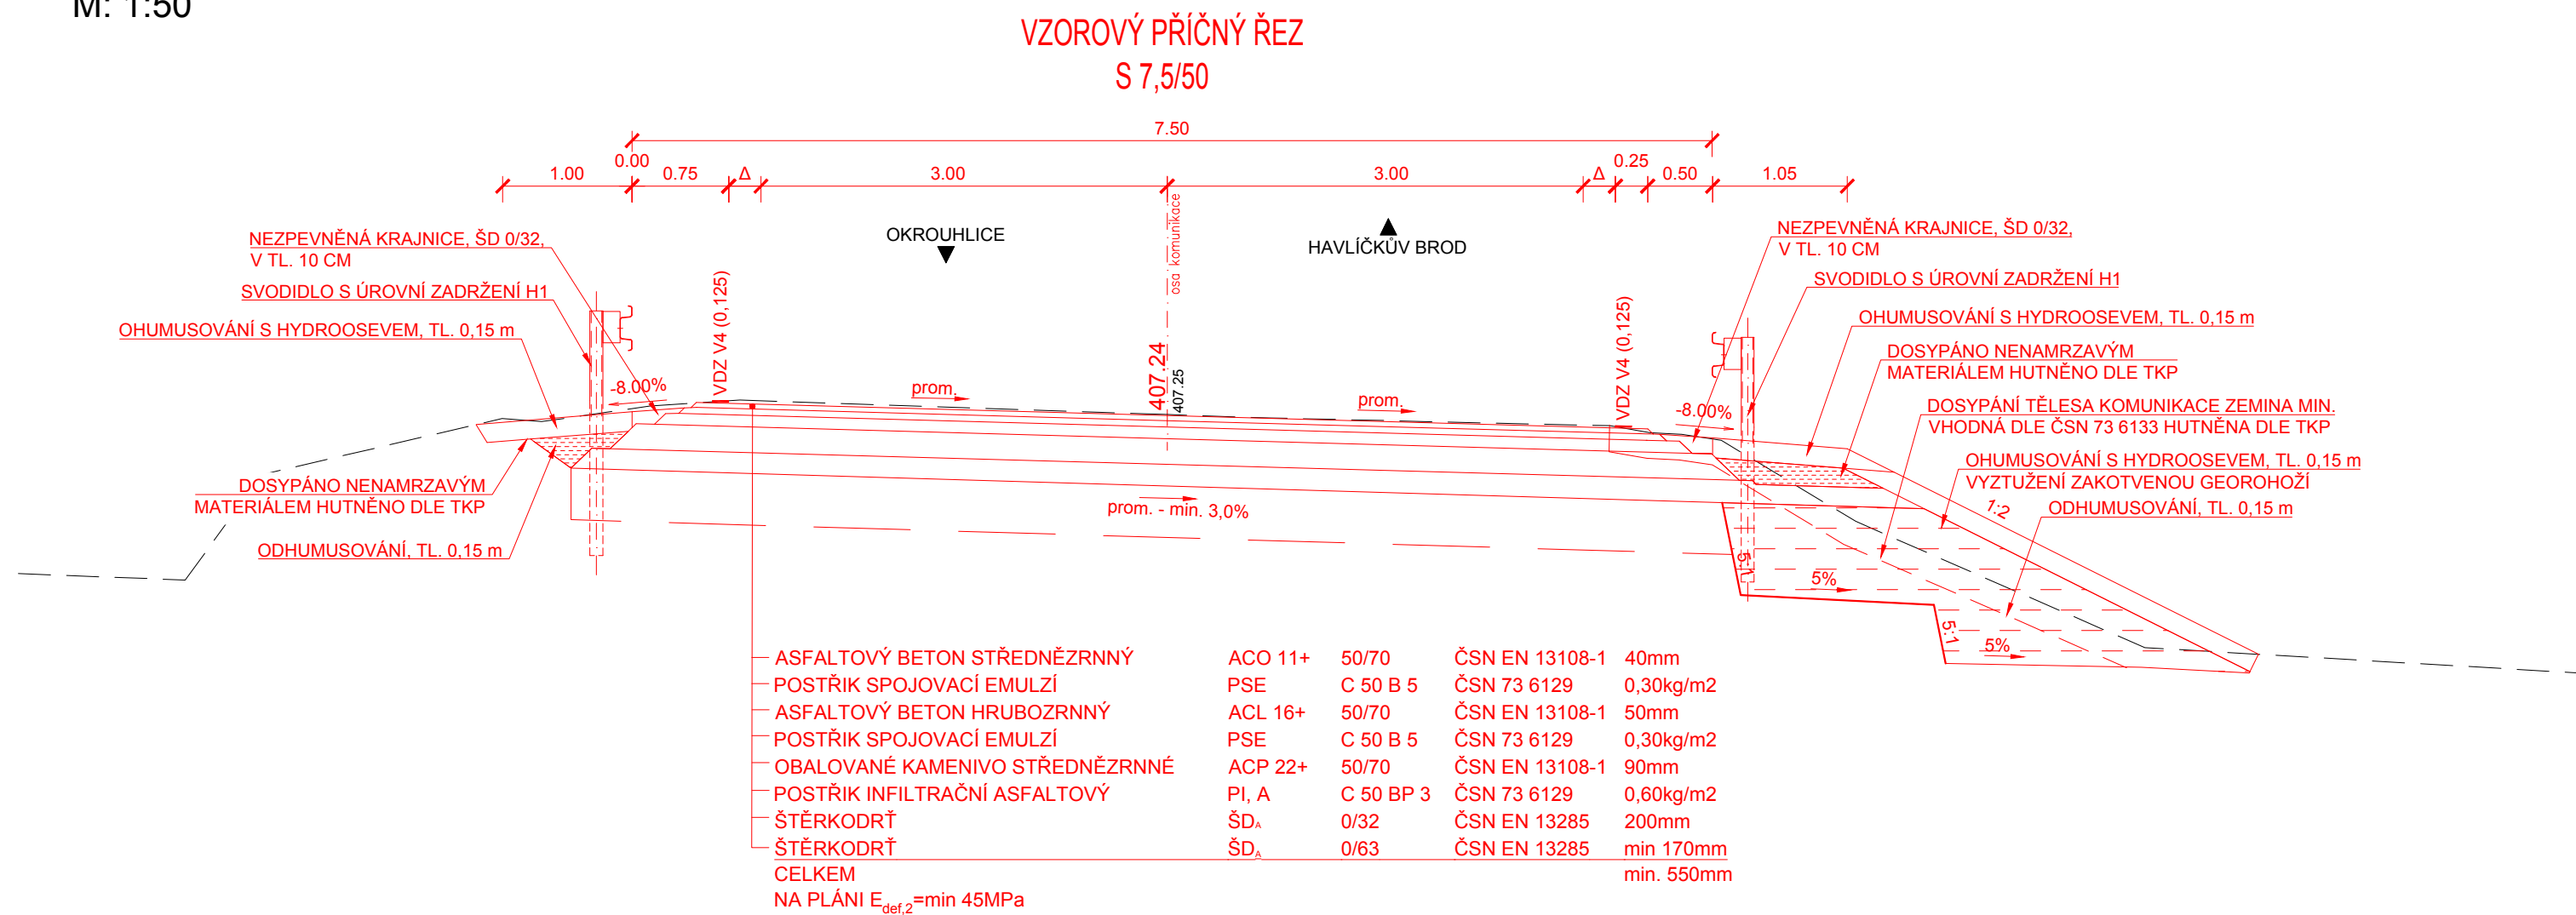 M: 1:50
VZOROVÝ PŘÍČNÝ ŘEZ
S 7,5/50
7.50
1.00
0.00
0.75
Δ
3.00
3.00
Δ
0.25
0.50
1.05
osa komunikace
OKROUHLICE
HAVLÍČKŮV BROD
NEZPEVNĚNÁ KRAJNICE, ŠD 0/32,
V TL. 10 CM
SVODIDLO S ÚROVNÍ ZADRŽENÍ H1
OHUMUSOVÁNÍ S HYDROOSEVEM, TL. 0,15 m
-8.00%
VDZ V4 (0,125)
prom.
407.24
407.25
prom.
VDZ V4 (0,125)
-8.00%
NEZPEVNĚNÁ KRAJNICE, ŠD 0/32,
V TL. 10 CM
SVODIDLO S ÚROVNÍ ZADRŽENÍ H1
OHUMUSOVÁNÍ S HYDROOSEVEM, TL. 0,15 m
DOSYPÁNO NENAMRZAVÝM
MATERIÁLEM HUTNĚNO DLE TKP
DOSYPÁNÍ TĚLESA KOMUNIKACE ZEMINA MIN.
VHODNÁ DLE ČSN 73 6133 HUTNĚNA DLE TKP
OHUMUSOVÁNÍ S HYDROOSEVEM, TL. 0,15 m
VYZTUŽENÍ ZAKOTVENOU GEOROHOŽÍ
ODHUMUSOVÁNÍ, TL. 0,15 m
1:2
DOSYPÁNO NENAMRZAVÝM
MATERIÁLEM HUTNĚNO DLE TKP
ODHUMUSOVÁNÍ, TL. 0,15 m
prom. - min. 3,0%
5:1
5%
5:1
5%
ASFALTOVÝ BETON STŘEDNĚZRNNÝ ACO 11+ 50/70 ČSN EN 13108-1 40mm
POSTŘIK SPOJOVACÍ EMULZÍ PSE C 50 B 5 ČSN 73 6129 0,30kg/m2
ASFALTOVÝ BETON HRUBOZRNNÝ ACL 16+ 50/70 ČSN EN 13108-1 50mm
POSTŘIK SPOJOVACÍ EMULZÍ PSE C 50 B 5 ČSN 73 6129 0,30kg/m2
OBALOVANÉ KAMENIVO STŘEDNĚZRNNÉ ACP 22+ 50/70 ČSN EN 13108-1 90mm
POSTŘIK INFILTRAČNÍ ASFALTOVÝ PI, A C 50 BP 3 ČSN 73 6129 0,60kg/m2
ŠTĚRKODRŤ ŠDA 0/32 ČSN EN 13285 200mm
ŠTĚRKODRŤ ŠDA 0/63 ČSN EN 13285 min 170mm
CELKEM min. 550mm
NA PLÁNI Edef,2=min 45MPa